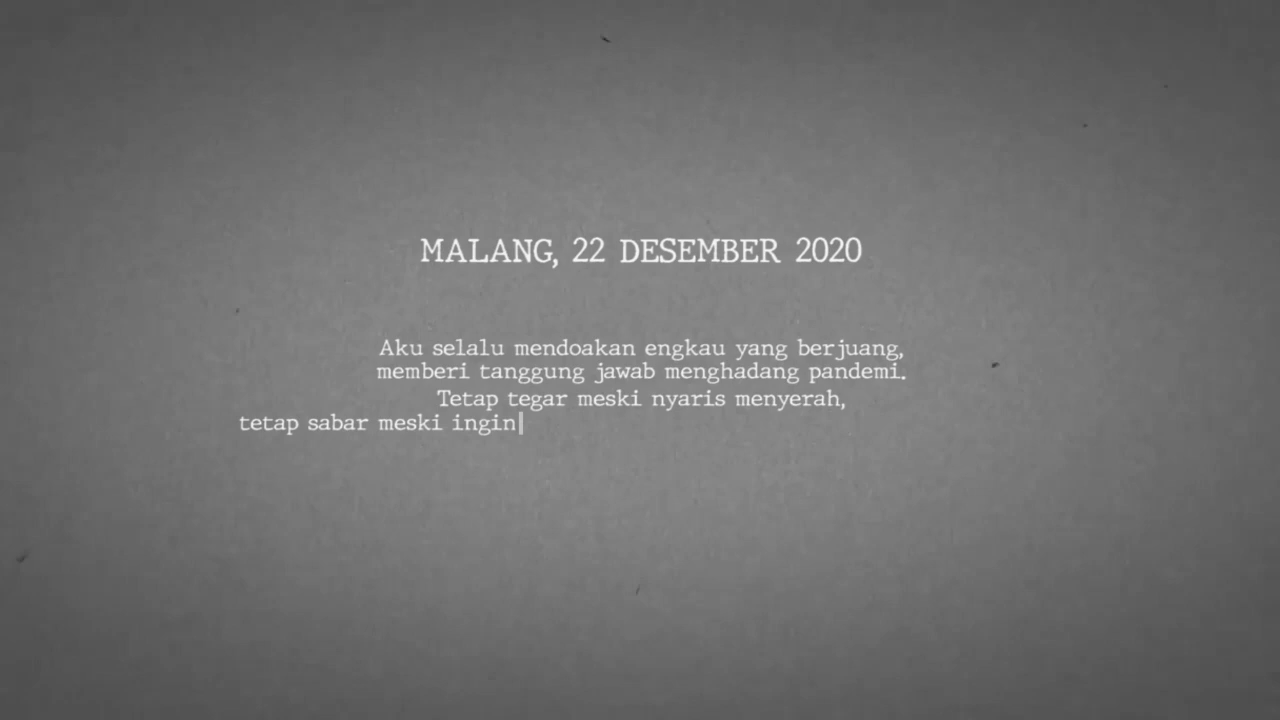 MALANG, 22 DESEMBER 2020
Aku selalu mendoakan engkau yang berjuang,
memberi tanggung jawab menghadang pandemi.
Tetap tegar meski nyaris menyerah,
tetap sabar meski ingin